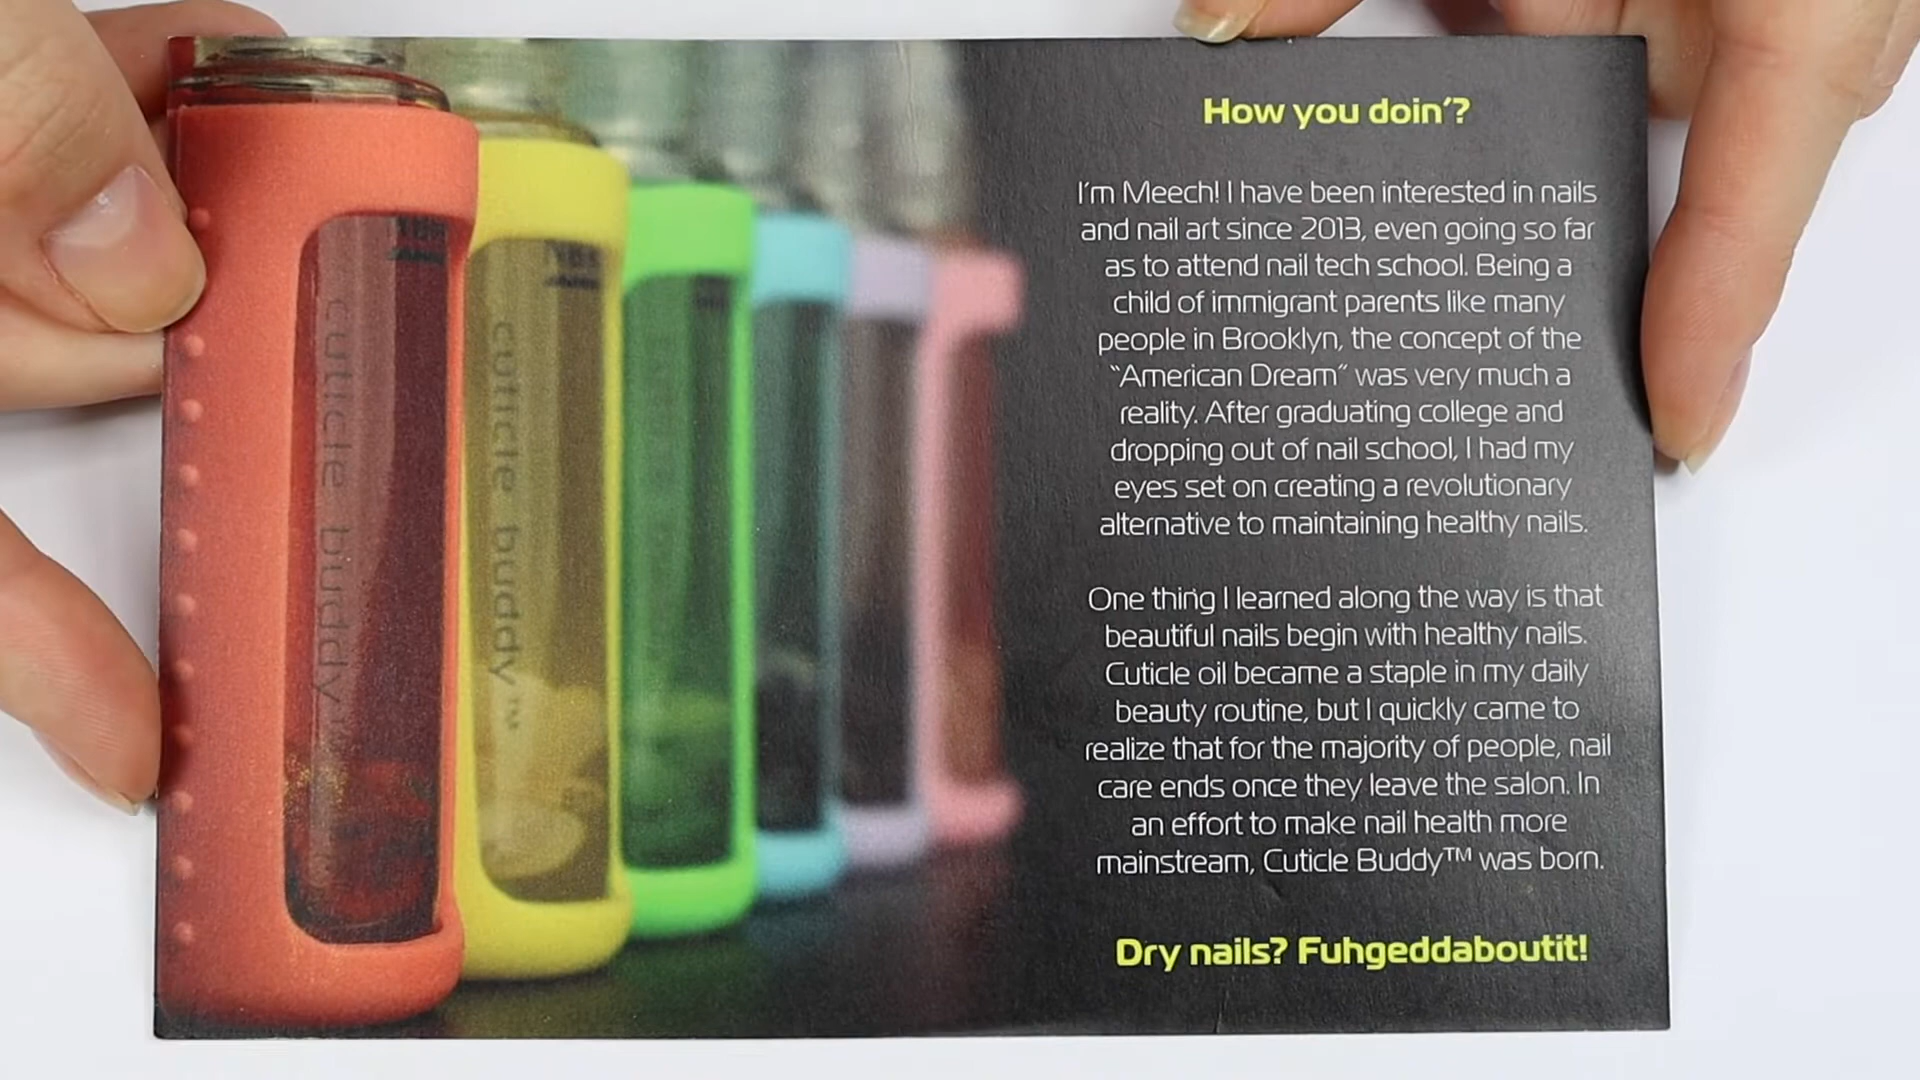 cuticle buddy
cuticle buddy™
How you doin'?
I'm Meech! I have been interested in nails
and nail art since 2013, even going so far
as to attend nail tech school. Being a
child of immigrant parents like many
people in Brooklyn, the concept of the
“American Dream” was very much a
reality. After graduating college and
dropping out of nail school, I had my
eyes set on creating a revolutionary
alternative to maintaining healthy nails.
One thing I learned along the way is that
beautiful nails begin with healthy nails.
Cuticle oil became a staple in my daily
beauty routine, but I quickly came to
realize that for the majority of people, nail
care ends once they leave the salon. In
an effort to make nail health more
mainstream, Cuticle Buddy™ was born.
Dry nails? Fuhgeddaboutit!